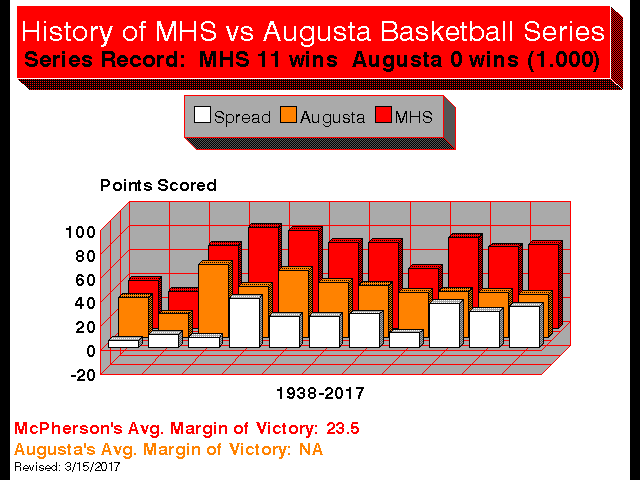 History of MHS vs Augusta Basketball Series
Series Record:  MHS 11 wins  Augusta 0 wins (1.000)
Spread Augusta MHS
Points Scored
100
80
60
40
20
0
-20
1938-2017
McPherson's Avg. Margin of Victory: 23.5
Augusta's Avg. Margin of Victory: NA
Revised: 3/15/2017